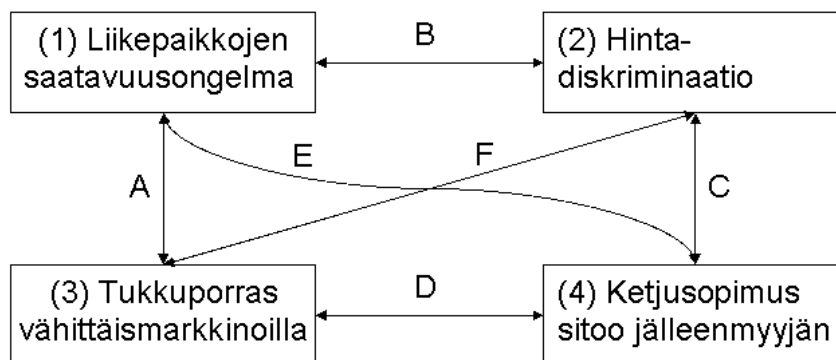 (1) Liikepaikkojen
saatavuusongelma
B
(2) Hinta-
diskriminaatio
A
E
F
C
(3) Tukkuporras
vähittäismarkkinoilla
D
(4) Ketjusopimus
sitoo jälleenmyyjän